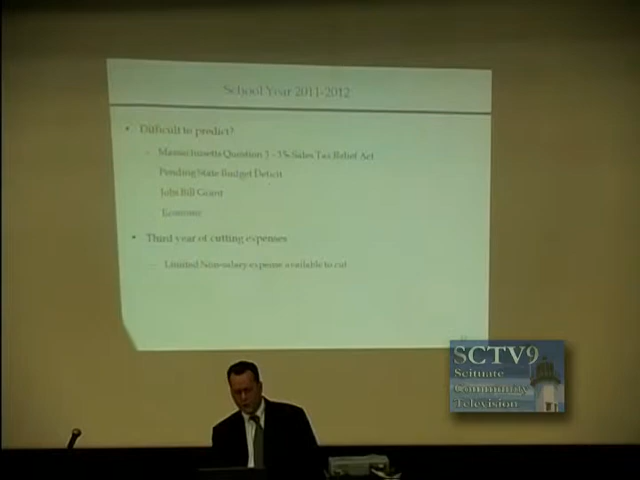 School Year 2011-2012
• Difficult to predict?
– Massachusetts Question 3 - 3% Sales Tax Relief Act
Pending State Budget Deficit
Jobs Bill Grant
Economy
• Third year of cutting expenses
– Limited Non-salary expense available to cut
SCTV9
Scituate
Community
Television